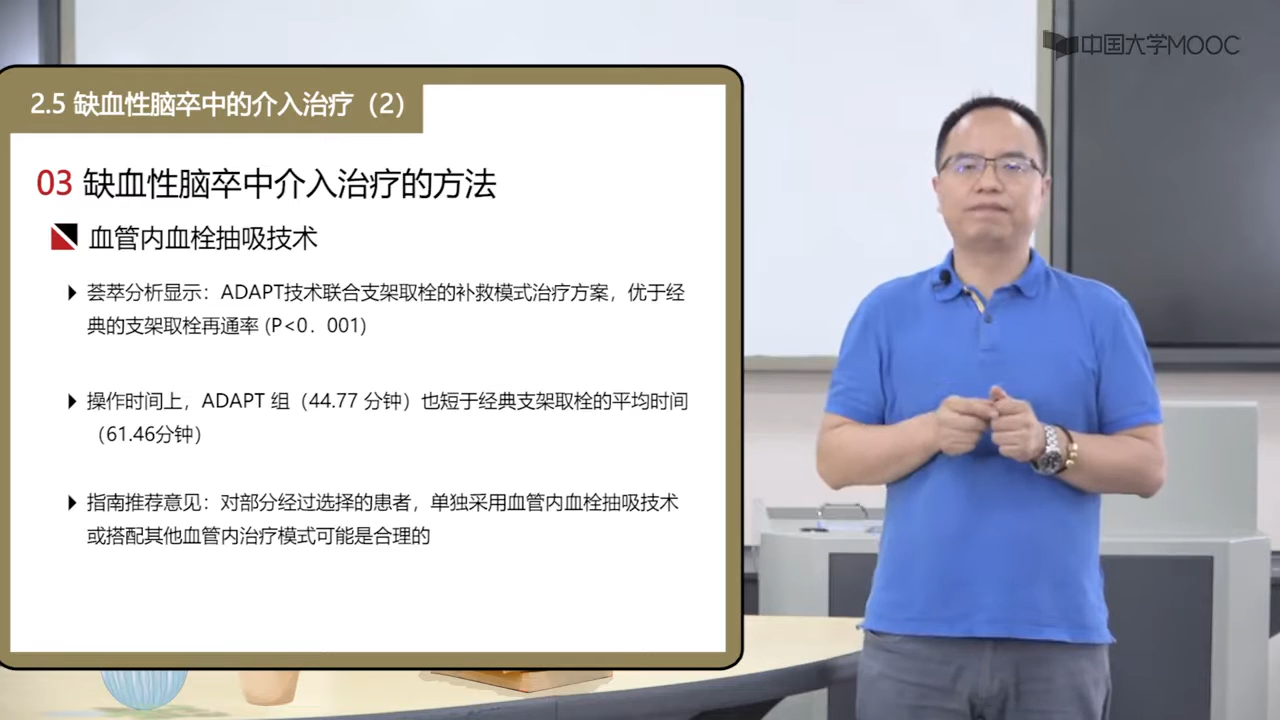 中国大学MOOC
2.5 缺血性脑卒中的介入治疗（2）
03 缺血性脑卒中介入治疗的方法
血管内血栓抽吸技术
荟萃分析显示：ADAPT技术联合支架取栓的补救模式治疗方案，优于经
典的支架取栓再通率 (P<0．001)
操作时间上，ADAPT 组（44.77 分钟）也短于经典支架取栓的平均时间
（61.46分钟）
指南推荐意见：对部分经过选择的患者，单独采用血管内血栓抽吸技术
或搭配其他血管内治疗模式可能是合理的